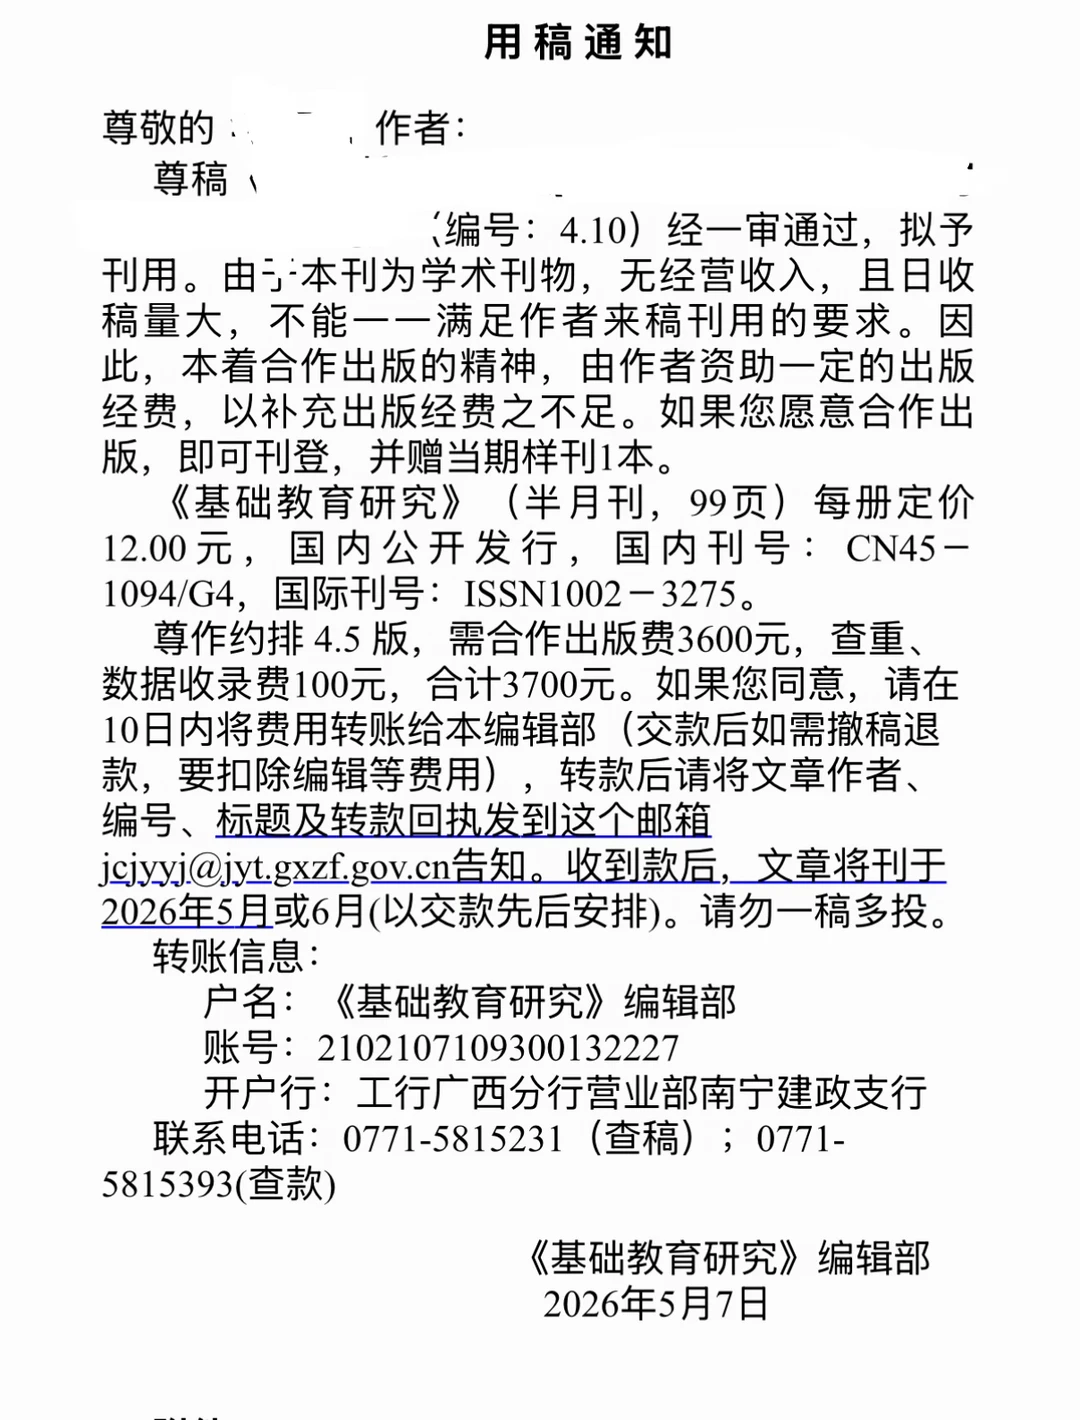 用稿通知
尊敬的 作者：
尊稿
（编号：4.10）经一审通过，拟予
刊用。由于本刊为学术刊物，无经营收入，且日收
稿量大，不能一一满足作者来稿刊用的要求。因
此，本着合作出版的精神，由作者资助一定的出版
经费，以补充出版经费之不足。如果您愿意合作出
版，即可刊登，并赠当期样刊1本。
《基础教育研究》（半月刊，99页）每册定价
12.00元，国内公开发行，国内刊号：CN45－
1094/G4，国际刊号：ISSN1002－3275。
尊作约排 4.5 版，需合作出版费3600元，查重、
数据收录费100元，合计3700元。如果您同意，请在
10日内将费用转账给本编辑部（交款后如需撤稿退
款，要扣除编辑等费用），转款后请将文章作者、
编号、标题及转款回执发到这个邮箱
jcjyyj@jyt.gxzf.gov.cn告知。收到款后，文章将刊于
2026年5月或6月(以交款先后安排)。请勿一稿多投。
转账信息：
户名：《基础教育研究》编辑部
账号：2102107109300132227
开户行：工行广西分行营业部南宁建政支行
联系电话：0771-5815231（查稿）；0771-
5815393(查款)
《基础教育研究》编辑部
2026年5月7日